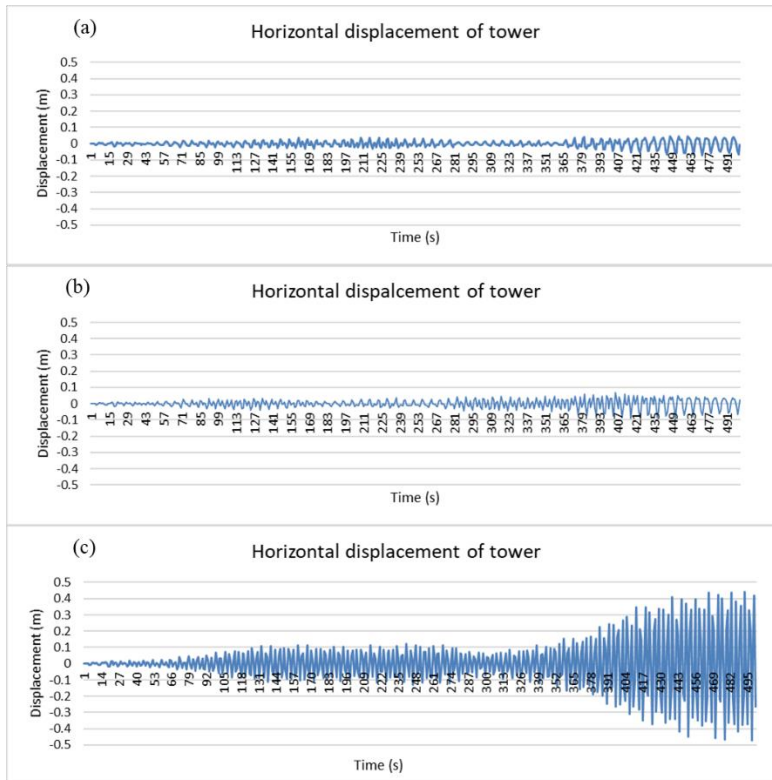 (a)
Horizontal displacement of tower
0.5
0.4
0.3
0.2
0.1
0
-0.1
-0.2
-0.3
-0.4
-0.5
Displacement (m)
1 15 29 43 57 71 85 99 113 127 141 155 169 183 197 211 225 239 253 267 281 295 309 323 337 351 365 379 393 407 421 435 449 463 477 491
Time (s)
(b)
Horizontal dispalcement of tower
0.5
0.4
0.3
0.2
0.1
0
-0.1
-0.2
-0.3
-0.4
-0.5
Displacement (m)
1 15 29 43 57 71 85 99 113 127 141 155 169 183 197 211 225 239 253 267 281 295 309 323 337 351 365 379 393 407 421 435 449 463 477 491
Time (s)
(c)
Horizontal displacement of tower
0.5
0.4
0.3
0.2
0.1
0
-0.1
-0.2
-0.3
-0.4
-0.5
Displacement (m)
1 14 27 40 53 66 79 92 105 118 131 144 157 170 183 196 209 222 235 248 261 274 287 300 313 326 339 352 365 378 391 404 417 430 443 456 469 482 495
Time (s)